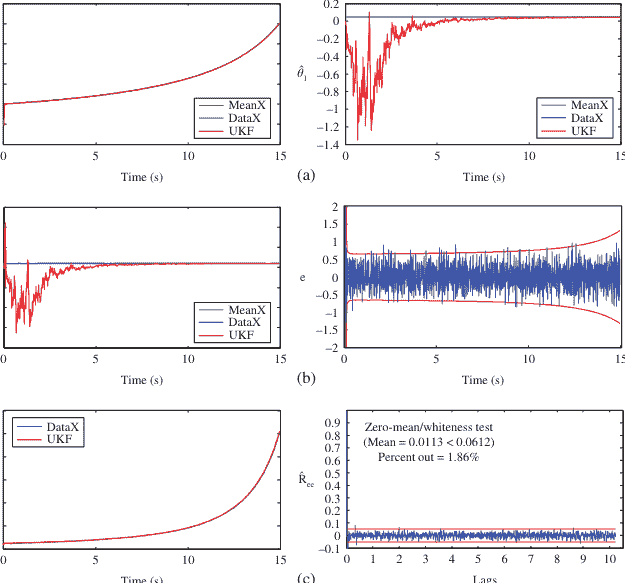 MeanX
DataX
UKF
0
5
10
15
Time (s)
0.2
0
−0.2
−0.4
−0.6
−0.8
−1
−1.2
−1.4
θ̂₁
MeanX
DataX
UKF
0
5
10
15
Time (s)
(a)
MeanX
DataX
UKF
0
5
10
15
Time (s)
2
1.5
1
0.5
0
−0.5
−1
−1.5
−2
e
0
5
10
15
Time (s)
(b)
DataX
UKF
0
5
10
15
Time (s)
0.9
0.8
0.7
0.6
0.5
0.4
0.3
0.2
0.1
0
−0.1
R̂ee
Zero-mean/whiteness test
(Mean = 0.0113 < 0.0612)
Percent out = 1.86%
0 1 2 3 4 5 6 7 8 9 10
Lags
(c)